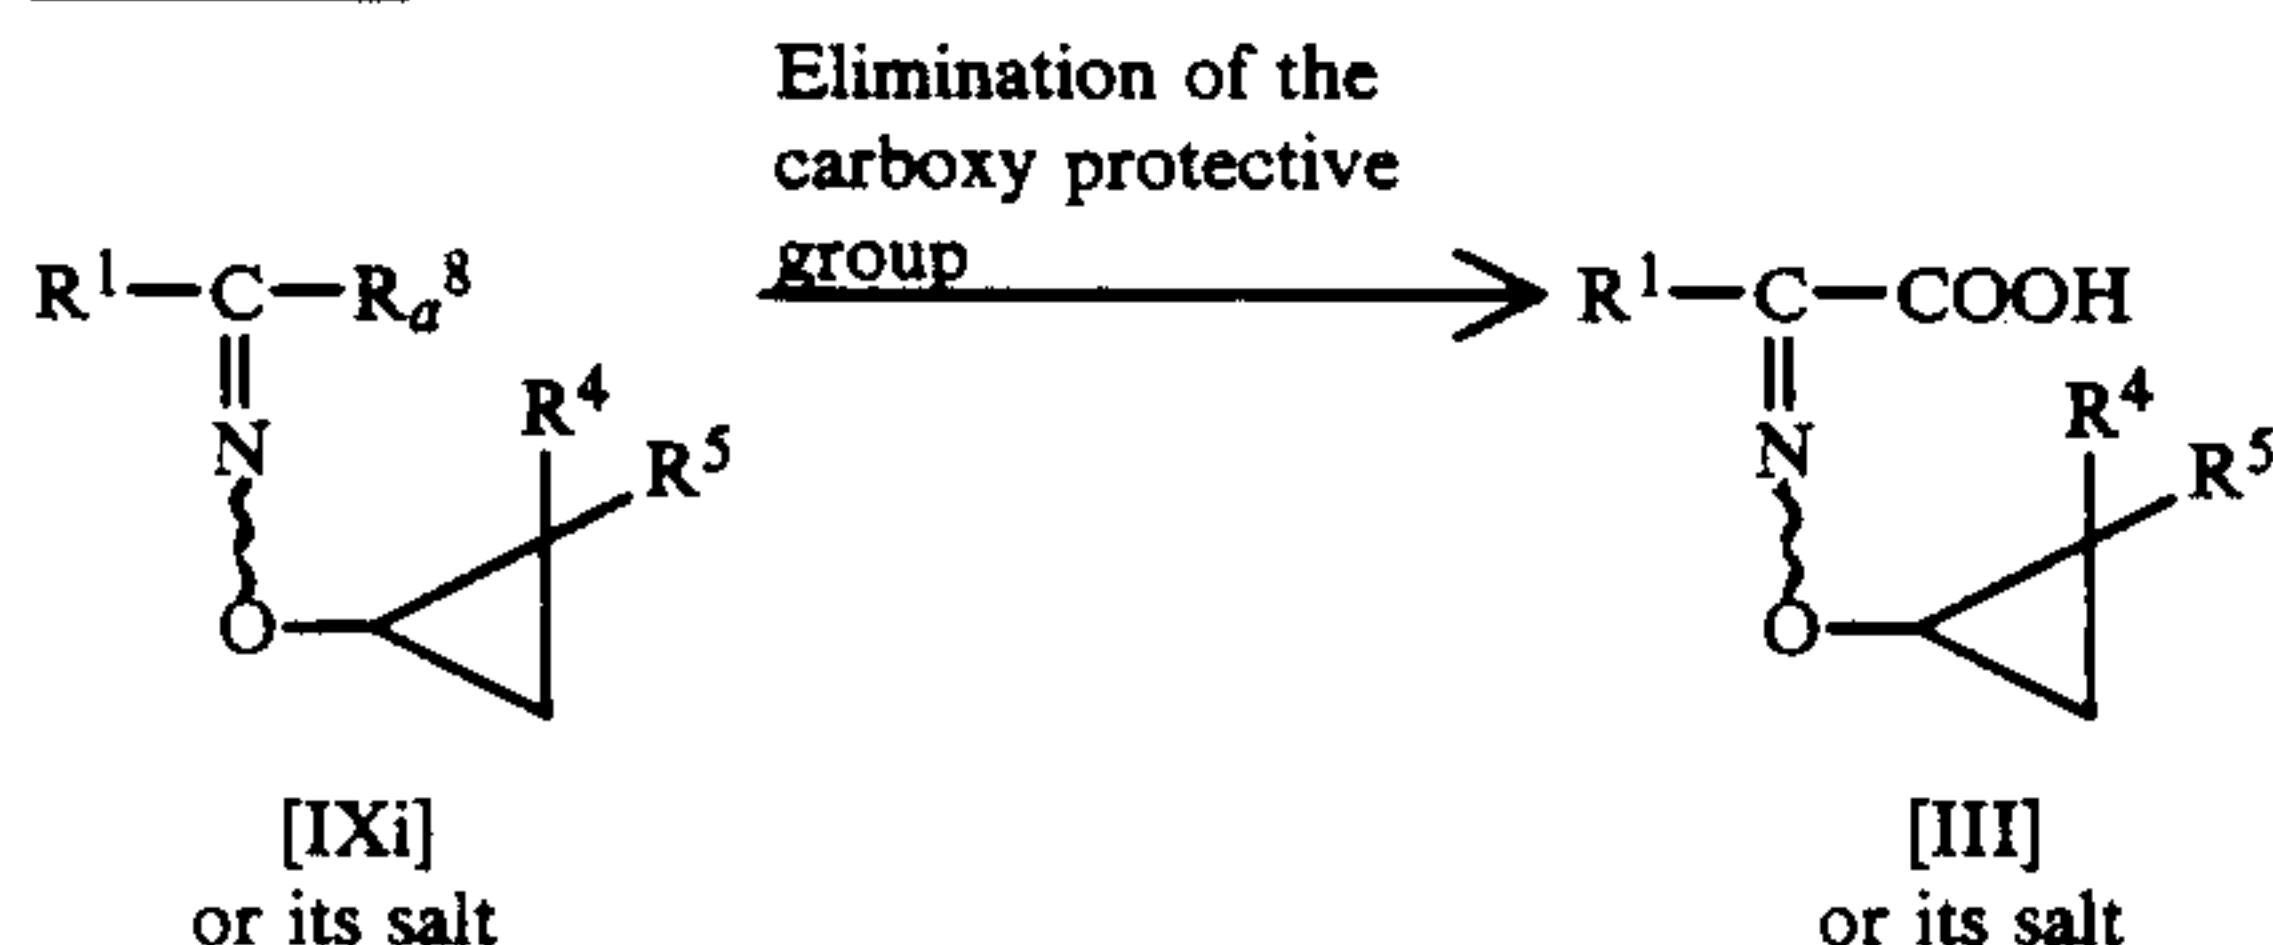 Elimination of the
carboxy protective
group
R¹—C—Rₐ⁸
N
R⁴
R⁵
O
[IXi]
or its salt
R¹—C—COOH
N
R⁴
R⁵
O
[III]
or its salt